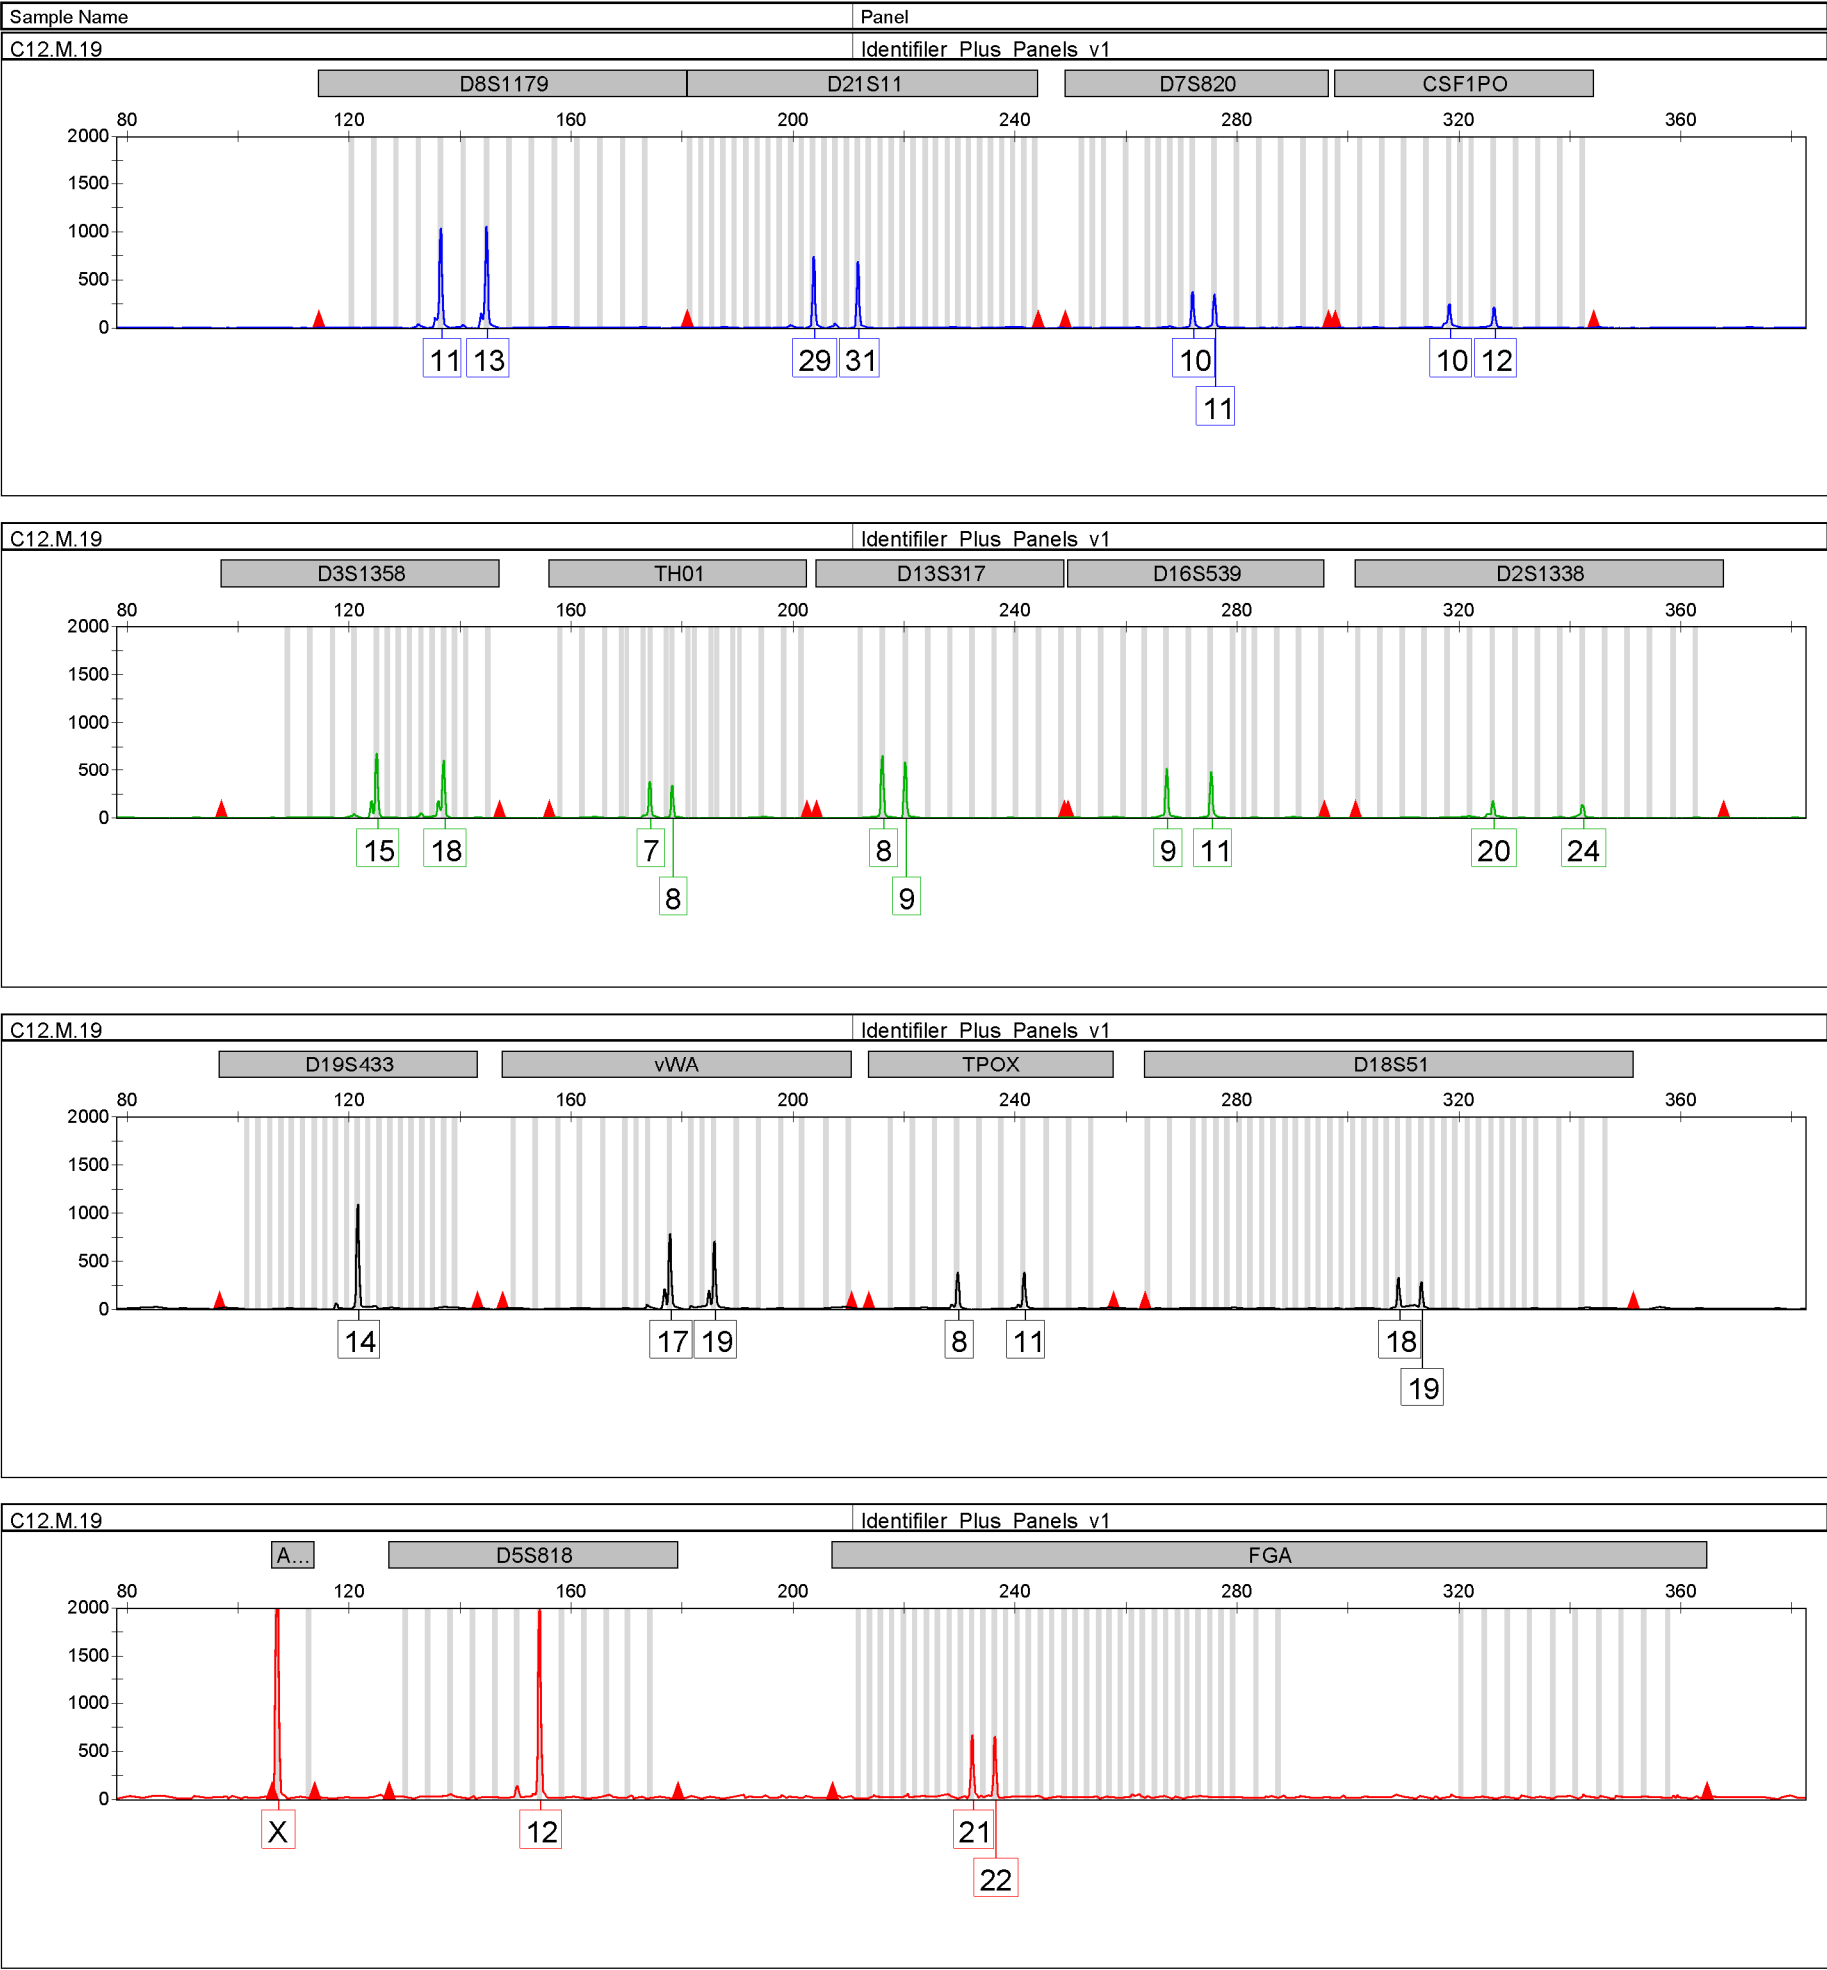 Sample Name Panel
C12.M.19 Identifiler_Plus_Panels_v1
D8S1179 D21S11 D7S820 CSF1PO
80 120 160 200 240 280 320 360
2000
1500
1000
500
0
11 13 29 31 10 10 12
11
C12.M.19 Identifiler_Plus_Panels_v1
D3S1358 TH01 D13S317 D16S539 D2S1338
80 120 160 200 240 280 320 360
2000
1500
1000
500
0
15 18 7 8 9 11 20 24
8 9
C12.M.19 Identifiler_Plus_Panels_v1
D19S433 vWA TPOX D18S51
80 120 160 200 240 280 320 360
2000
1500
1000
500
0
14 17 19 8 11 18
19
C12.M.19 Identifiler_Plus_Panels_v1
A... D5S818 FGA
80 120 160 200 240 280 320 360
2000
1500
1000
500
0
X 12 21
22